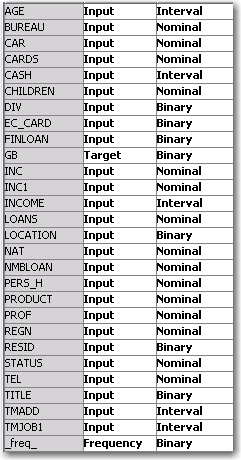 AGE Input Interval
BUREAU Input Nominal
CAR Input Nominal
CARDS Input Nominal
CASH Input Interval
CHILDREN Input Nominal
DIV Input Binary
EC_CARD Input Binary
FINLOAN Input Binary
GB Target Binary
INC Input Nominal
INC1 Input Nominal
INCOME Input Interval
LOANS Input Nominal
LOCATION Input Binary
NAT Input Nominal
NMBLOAN Input Nominal
PERS_H Input Nominal
PRODUCT Input Nominal
PROF Input Nominal
REGN Input Nominal
RESID Input Binary
STATUS Input Nominal
TEL Input Nominal
TITLE Input Binary
TMADD Input Interval
TMJOB1 Input Interval
_freq_ Frequency Binary